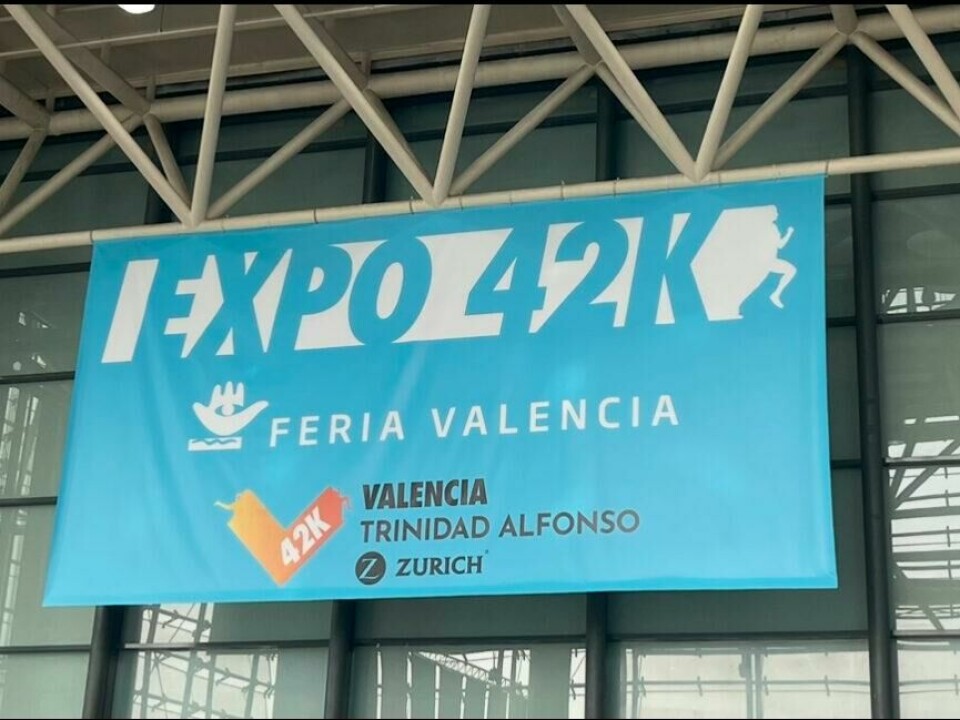 EXPO 42K
FERIA VALENCIA
42K
VALENCIA
TRINIDAD ALFONSO
Z ZURICH